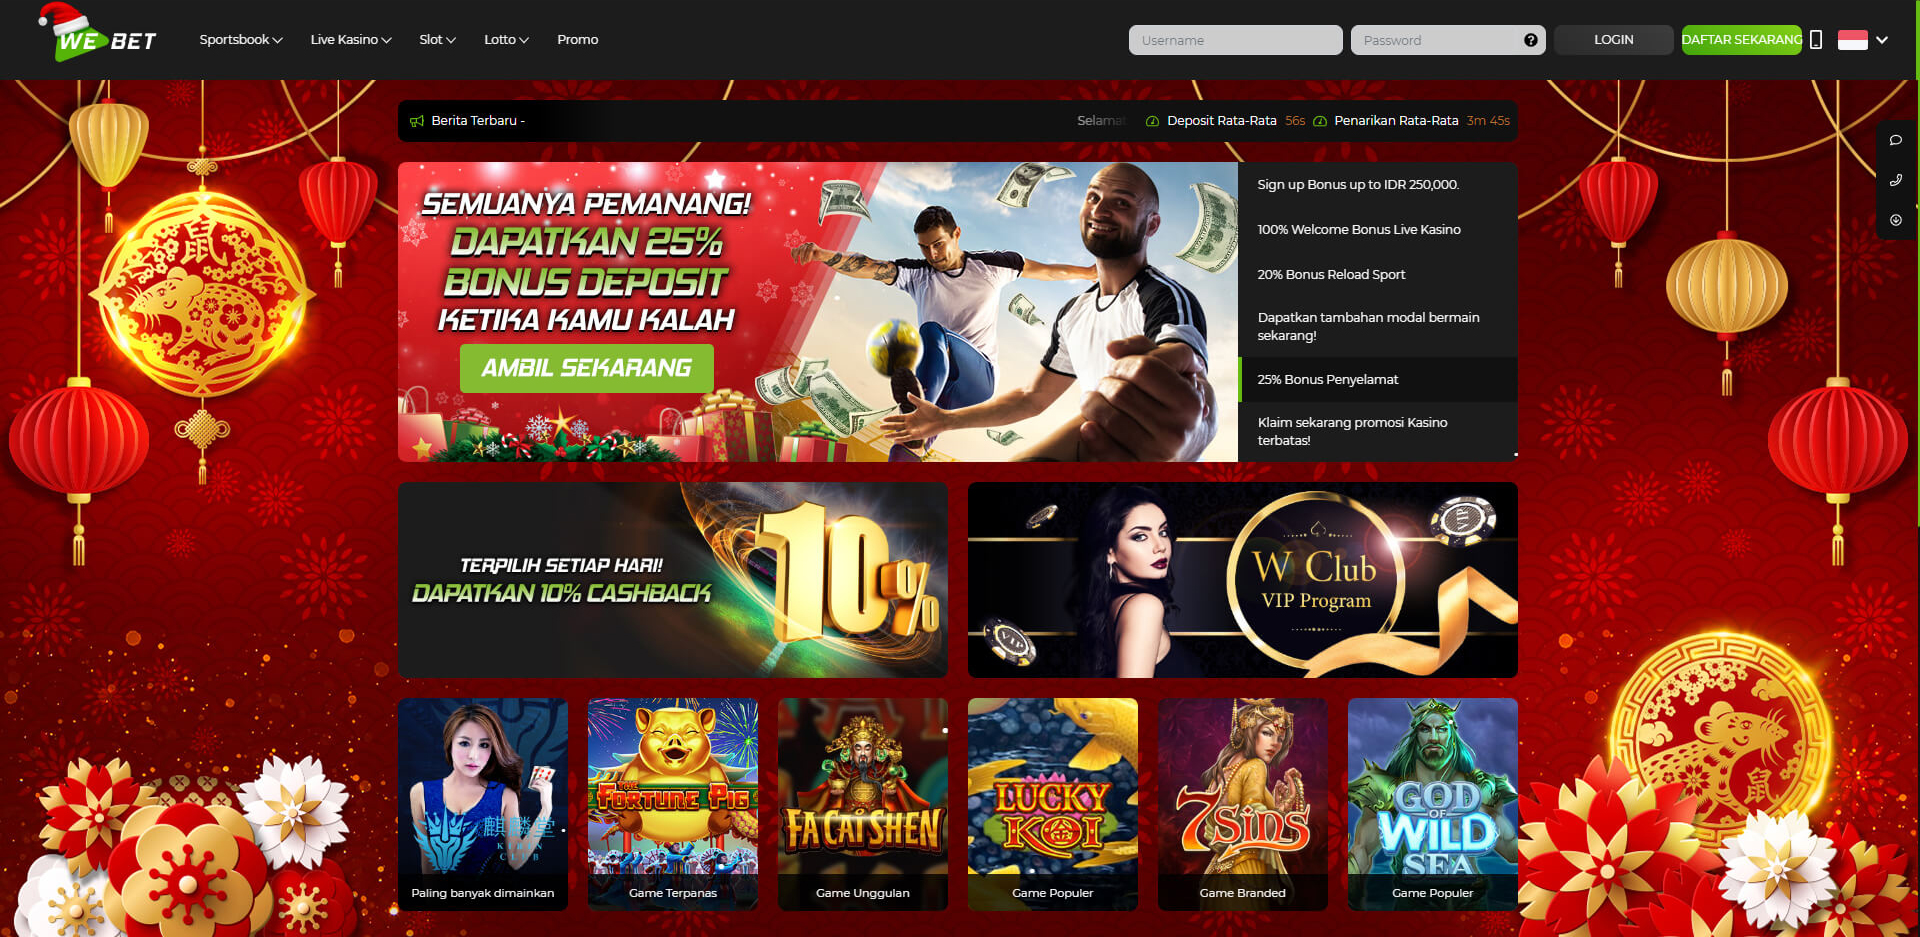 WE BET
Sportsbook
Live Kasino
Slot
Lotto
Promo
Username
Password
LOGIN
DAFTAR SEKARANG
Berita Terbaru -
Selamat
Deposit Rata-Rata 56s
Penarikan Rata-Rata 3m 45s
SEMUANYA PEMANANG!
DAPATKAN 25%
BONUS DEPOSIT
KETIKA KAMU KALAH
AMBIL SEKARANG
Sign up Bonus up to IDR 250,000.
100% Welcome Bonus Live Kasino
20% Bonus Reload Sport
Dapatkan tambahan modal bermain
sekarang!
25% Bonus Penyelamat
Klaim sekarang promosi Kasino
terbatas!
鼠
TERPILIH SETIAP HARI!
DAPATKAN 10% CASHBACK
10%
W Club
VIP Program
VIP
VIP
麒麟堂
KIRIN
CLUB
Paling banyak dimainkan
THE
FORTUNE PIG
Game Terpanas
FA CAI SHEN
Game Unggulan
LUCKY
KOI
Game Populer
7 Sins
Game Branded
GOD
OF
WILD
SEA
Game Populer
鼠